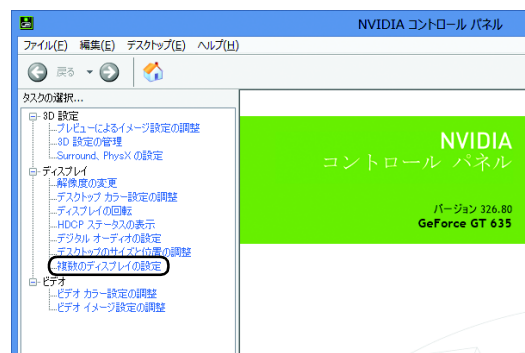 NVIDIA コントロール パネル
ファイル(F) 編集(E) デスクトップ(E) ヘルプ(H)
戻る
タスクの選択...
3D 設定
プレビューによるイメージ設定の調整
3D 設定の管理
Surround、PhysX の設定
ディスプレイ
解像度の変更
デスクトップ カラー設定の調整
ディスプレイの回転
HDCP ステータスの表示
デジタル オーディオの設定
デスクトップのサイズと位置の調整
複数のディスプレイの設定
ビデオ
ビデオ カラー設定の調整
ビデオ イメージ設定の調整
NVIDIA
コントロール パネル
バージョン 326.80
GeForce GT 635